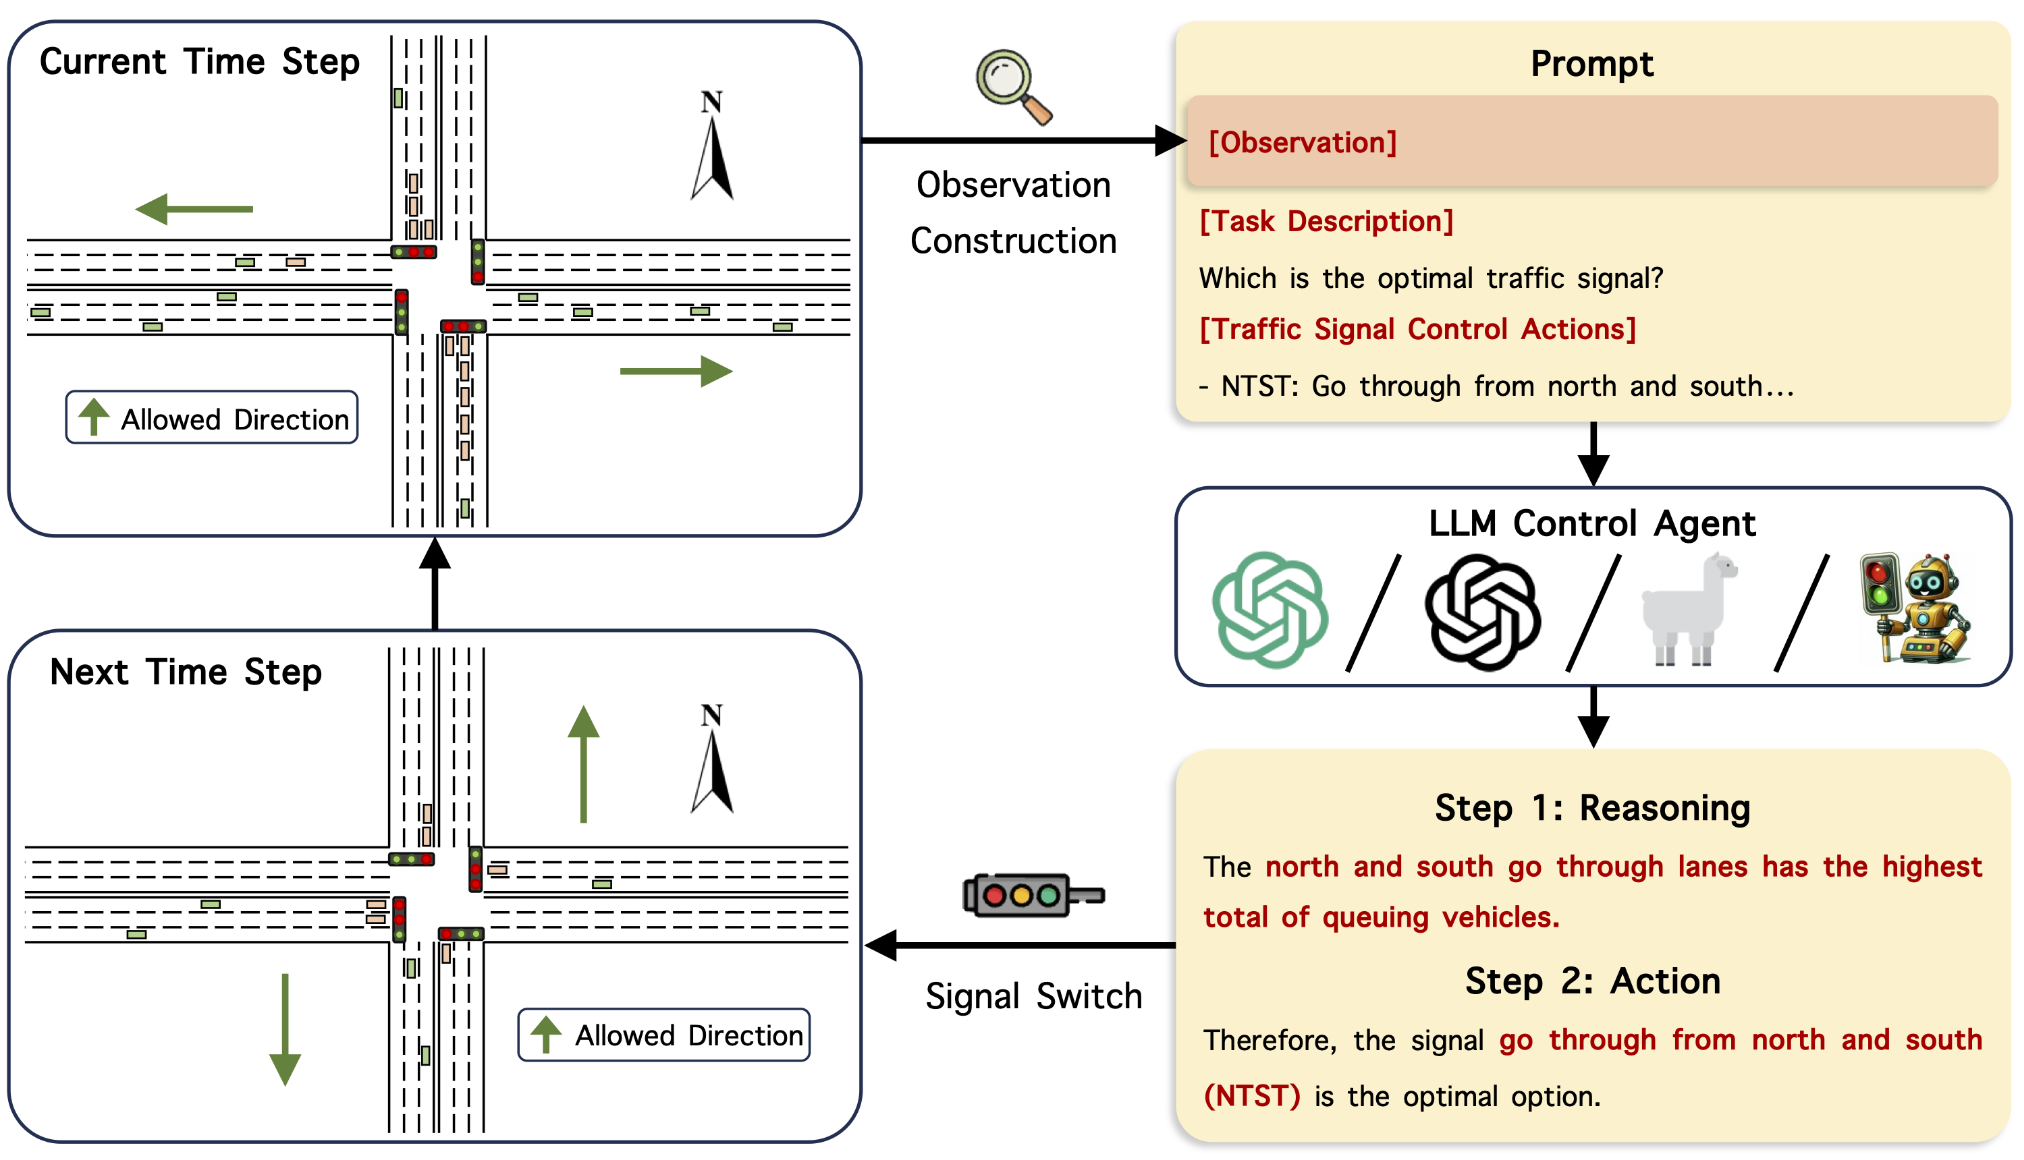 Current Time Step
N
Allowed Direction
Observation
Construction
Prompt
[Observation]
[Task Description]
Which is the optimal traffic signal?
[Traffic Signal Control Actions]
- NTST: Go through from north and south...
LLM Control Agent
Step 1: Reasoning
The north and south go through lanes has the highest
total of queuing vehicles.
Step 2: Action
Therefore, the signal go through from north and south
(NTST) is the optimal option.
Signal Switch
Next Time Step
N
Allowed Direction